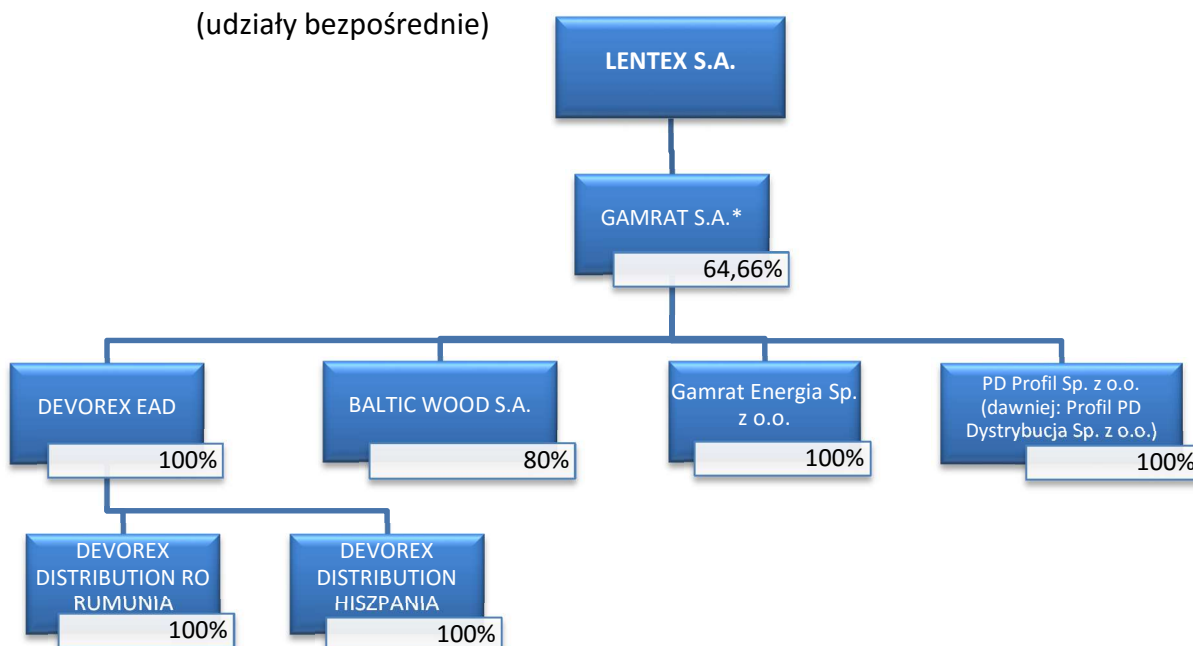 (udziały bezpośrednie)
LENTEX S.A.
GAMRAT S.A.*
64,66%
DEVOREX EAD
100%
BALTIC WOOD S.A.
80%
Gamrat Energia Sp.
z o.o.
100%
PD Profil Sp. z o.o.
(dawniej: Profil PD
Dystrybucja Sp. z o.o.)
100%
DEVOREX
DISTRIBUTION RO
RUMUNIA
100%
DEVOREX
DISTRIBUTION
HISZPANIA
100%